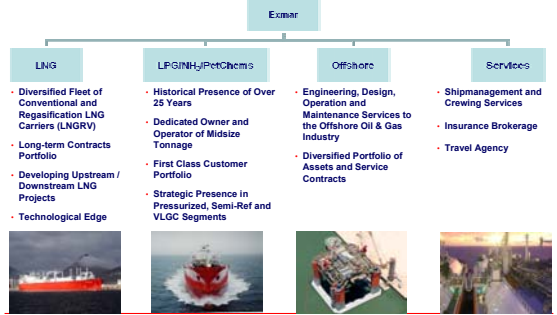 Exmar
LNG
LPG/NH3/PetChems
Offshore
Services
· Diversified Fleet of
Conventional and
Regasification LNG
Carriers (LNGRV)
· Long-term Contracts
Portfolio
· Developing Upstream /
Downstream LNG
Projects
· Technological Edge
· Historical Presence of Over
25 Years
· Dedicated Owner and
Operator of Midsize
Tonnage
· First Class Customer
Portfolio
· Strategic Presence in
Pressurized, Semi-Ref and
VLGC Segments
· Engineering, Design,
Operation and
Maintenance Services to
the Offshore Oil & Gas
Industry
· Diversified Portfolio of
Assets and Service
Contracts
· Shipmanagement and
Crewing Services
· Insurance Brokerage
· Travel Agency